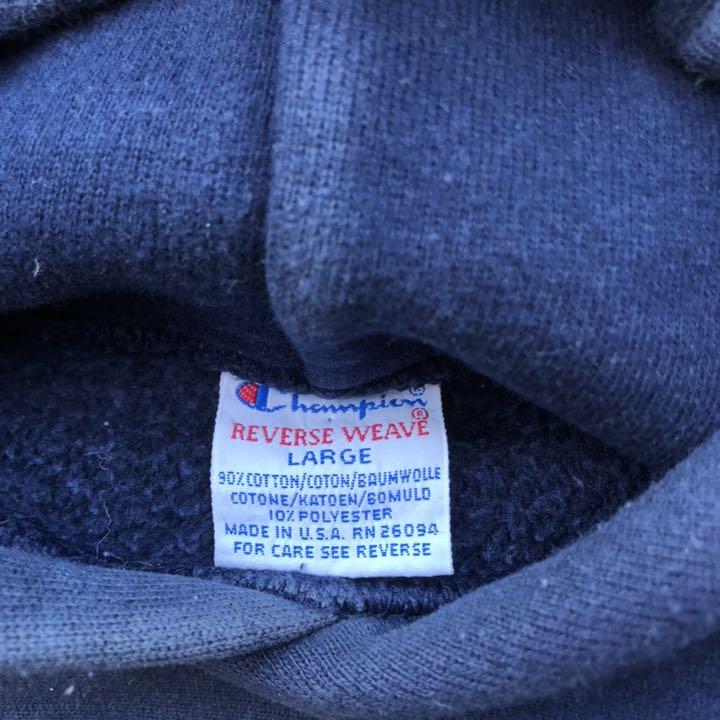 Champion®
REVERSE WEAVE®
LARGE
90% COTTON/COTON/BAUMWOLLE
COTONE/KATOEN/BOMULD
10% POLYESTER
MADE IN U.S.A. RN 26094
FOR CARE SEE REVERSE